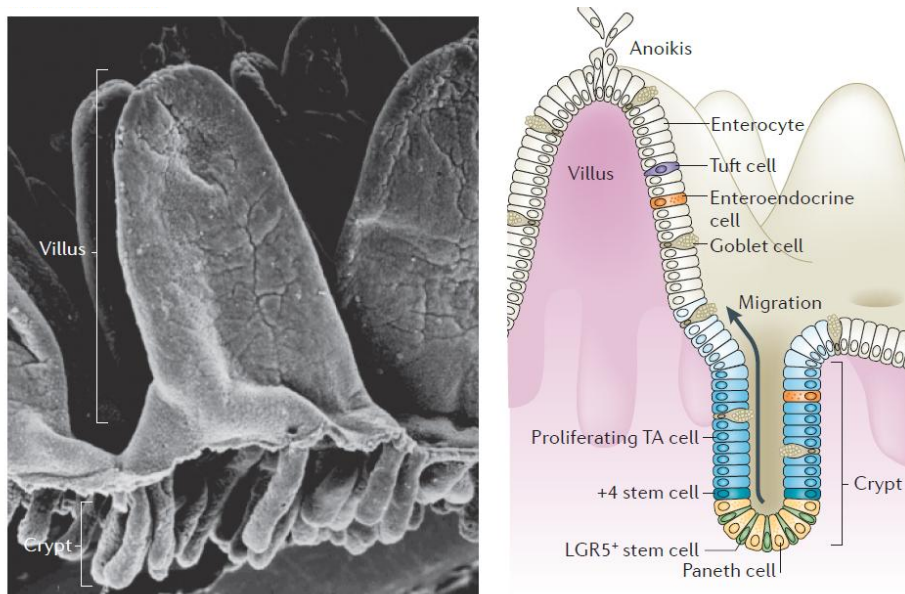 Villus
Crypt
Anoikis
Enterocyte
Villus
Tuft cell
Enteroendocrine
cell
Goblet cell
Migration
Proliferating TA cell
+4 stem cell
Crypt
LGR5⁺ stem cell
Paneth cell